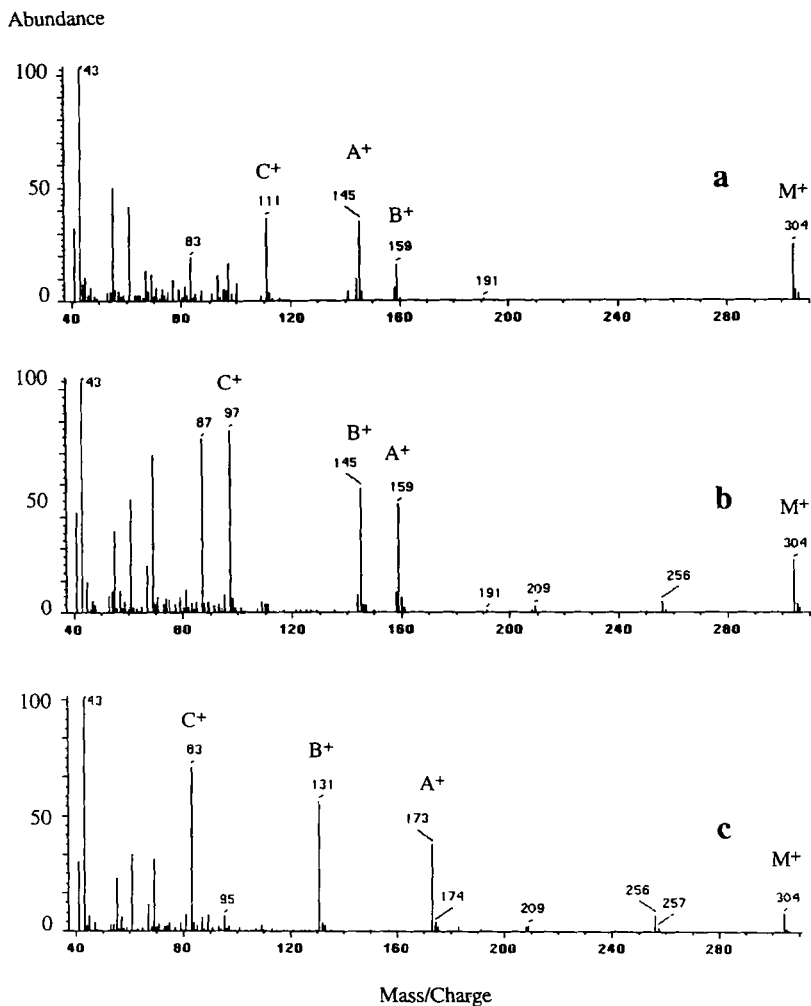 Abundance
100
50
0
43
83
C+
111
A+
145
B+
159
191
a
M+
304
40 80 120 160 200 240 280
100
50
0
43
87
C+
97
B+
145
A+
159
191
209
256
b
M+
304
40 80 120 160 200 240 280
100
50
0
43
C+
83
95
B+
131
A+
173
174
209
256
257
c
M+
304
40 80 120 160 200 240 280
Mass/Charge